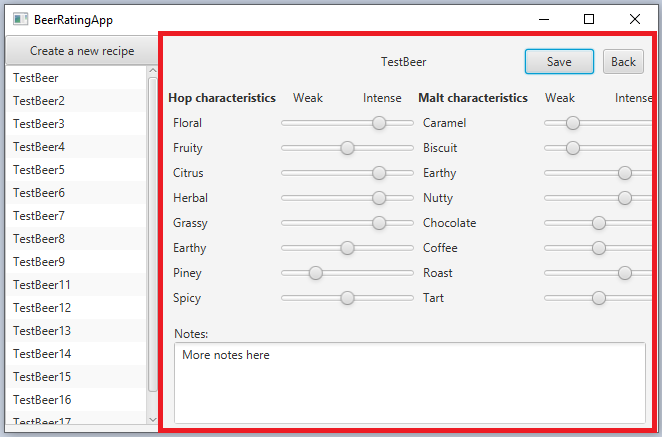 BeerRatingApp
Create a new recipe
TestBeer
TestBeer2
TestBeer3
TestBeer4
TestBeer5
TestBeer6
TestBeer7
TestBeer8
TestBeer9
TestBeer11
TestBeer12
TestBeer13
TestBeer14
TestBeer15
TestBeer16
TestBeer17
TestBeer Save Back
Hop characteristics Weak Intense Malt characteristics Weak Intense
Floral Caramel
Fruity Biscuit
Citrus Earthy
Herbal Nutty
Grassy Chocolate
Earthy Coffee
Piney Roast
Spicy Tart
Notes:
More notes here